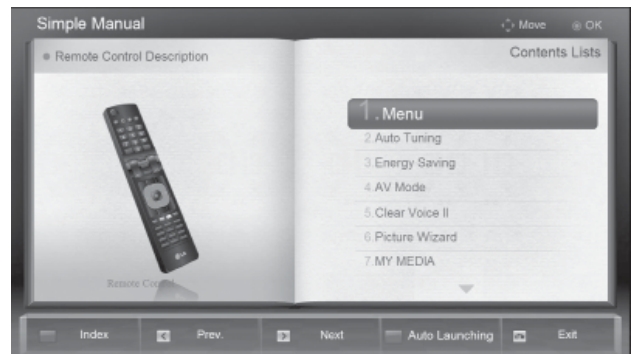 Simple Manual
Move OK
Remote Control Description
Remote Control
LG
Contents Lists
1. Menu
2. Auto Tuning
3. Energy Saving
4. AV Mode
5. Clear Voice II
6. Picture Wizard
7. MY MEDIA
Index Prev. Next Auto Launching Exit